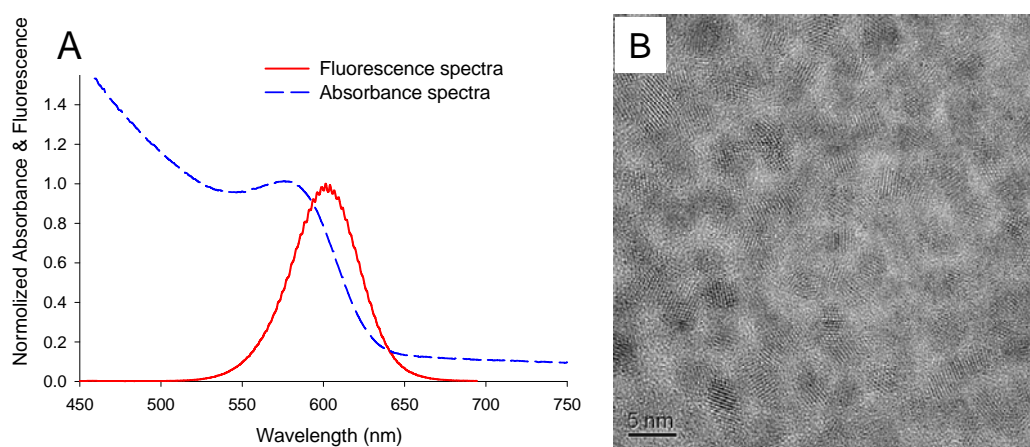 A
Fluorescence spectra
Absorbance spectra
Normolized Absorbance & Fluorescence
1.4
1.2
1.0
0.8
0.6
0.4
0.2
0.0
450 500 550 600 650 700 750
Wavelength (nm)
B
5 nm